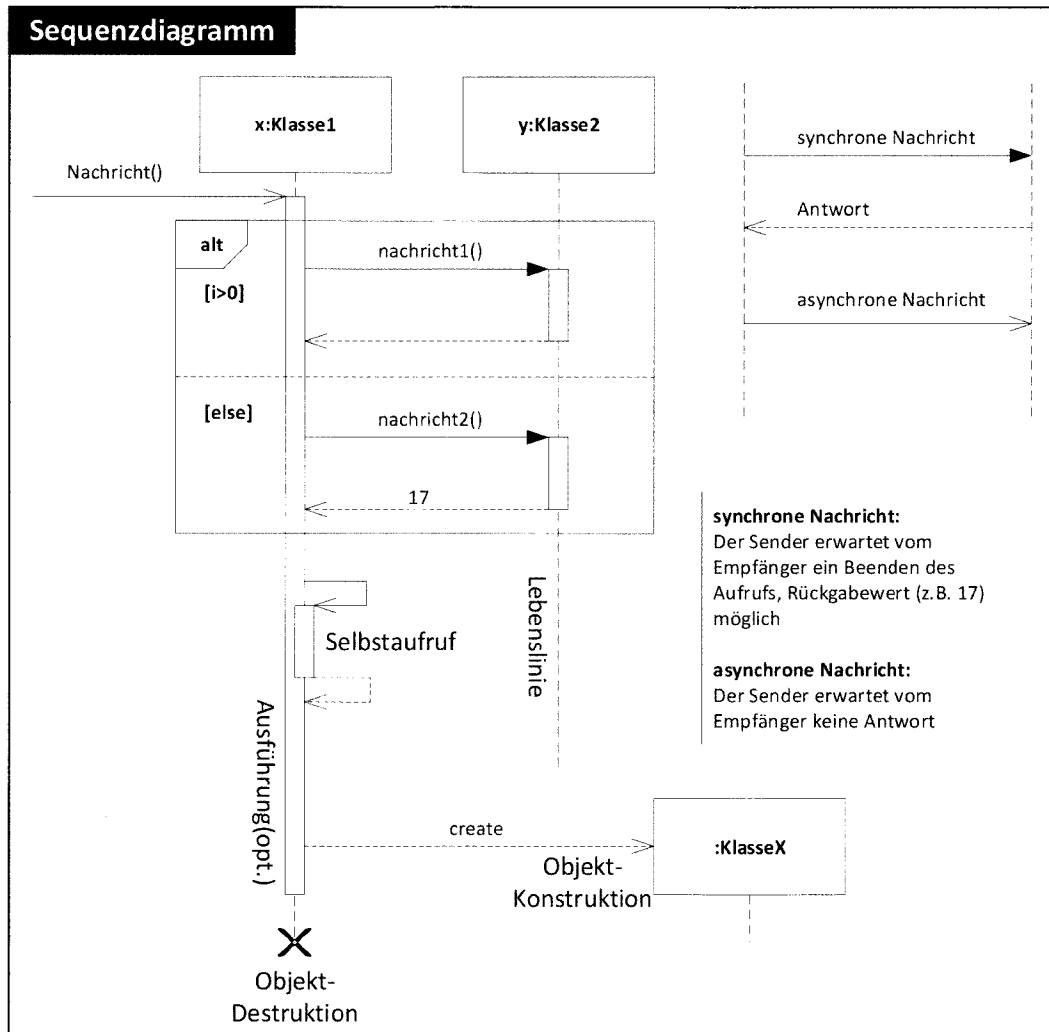 Sequenzdiagramm
x:Klasse1
y:Klasse2
synchrone Nachricht
Nachricht()
Antwort
alt
nachricht1()
[i>0]
asynchrone Nachricht
[else]
nachricht2()
17
synchrone Nachricht:
Der Sender erwartet vom
Empfänger ein Beenden des
Aufrufs, Rückgabewert (z.B. 17)
möglich
Lebenslinie
Selbstaufruf
asynchrone Nachricht:
Der Sender erwartet vom
Empfänger keine Antwort
Ausführung(opt.)
create
:KlasseX
Objekt-
Konstruktion
Objekt-
Destruktion